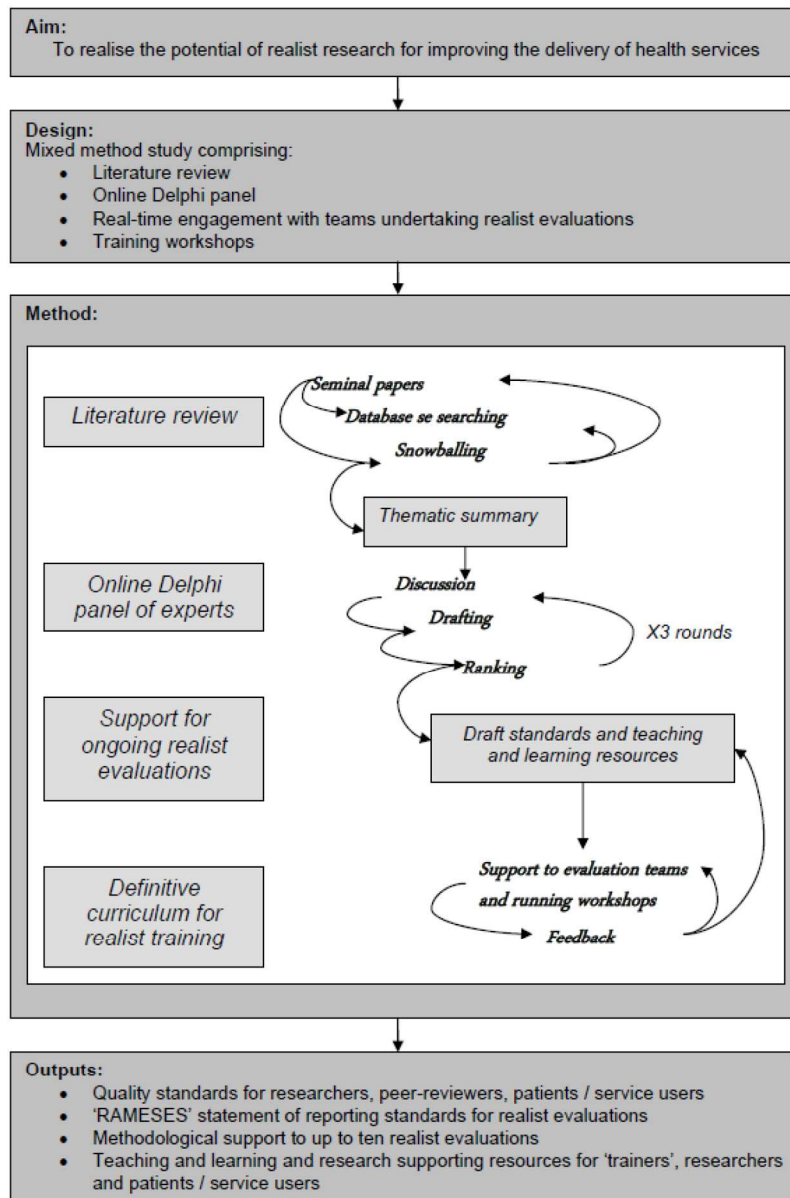 Aim:
To realise the potential of realist research for improving the delivery of health services
Design:
Mixed method study comprising:
• Literature review
• Online Delphi panel
• Real-time engagement with teams undertaking realist evaluations
• Training workshops
Method:
Literature review
Seminal papers
Database se searching
Snowballing
Thematic summary
Online Delphi
panel of experts
Discussion
Drafting
Ranking
X3 rounds
Support for
ongoing realist
evaluations
Draft standards and teaching
and learning resources
Definitive
curriculum for
realist training
Support to evaluation teams
and running workshops
Feedback
Outputs:
• Quality standards for researchers, peer-reviewers, patients / service users
• ‘RAMESES’ statement of reporting standards for realist evaluations
• Methodological support to up to ten realist evaluations
• Teaching and learning and research supporting resources for ‘trainers’, researchers
and patients / service users